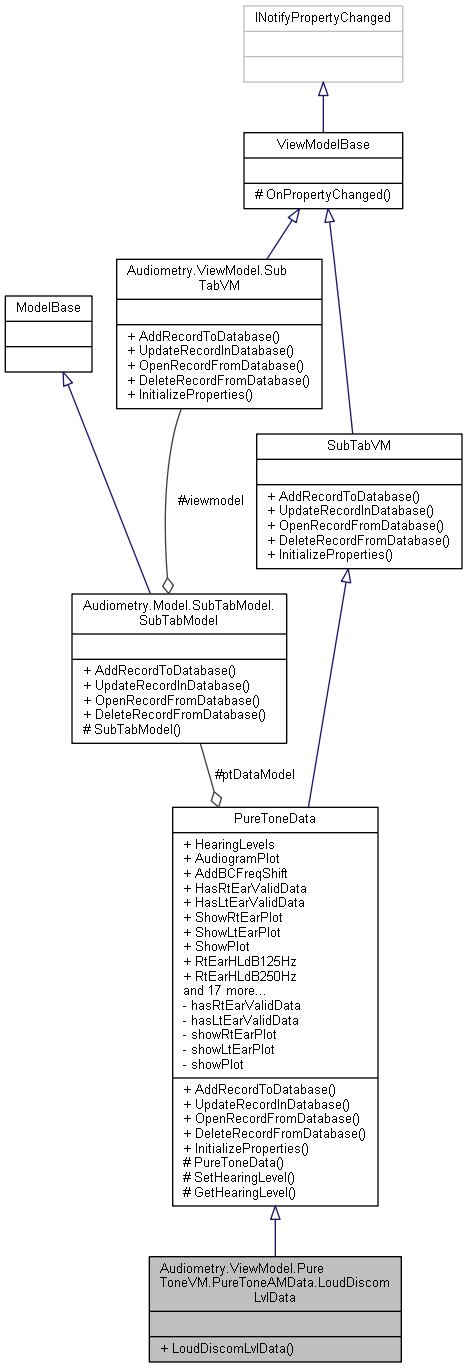 INotifyPropertyChanged
ViewModelBase
# OnPropertyChanged()
Audiometry.ViewModel.Sub
TabVM
+ AddRecordToDatabase()
+ UpdateRecordInDatabase()
+ OpenRecordFromDatabase()
+ DeleteRecordFromDatabase()
+ InitializeProperties()
ModelBase
SubTabVM
+ AddRecordToDatabase()
+ UpdateRecordInDatabase()
+ OpenRecordFromDatabase()
+ DeleteRecordFromDatabase()
+ InitializeProperties()
#viewmodel
Audiometry.Model.SubTabModel.
SubTabModel
+ AddRecordToDatabase()
+ UpdateRecordInDatabase()
+ OpenRecordFromDatabase()
+ DeleteRecordFromDatabase()
# SubTabModel()
#ptDataModel
PureToneData
+ HearingLevels
+ AudiogramPlot
+ AddBCFreqShift
+ HasRtEarValidData
+ HasLtEarValidData
+ ShowRtEarPlot
+ ShowLtEarPlot
+ ShowPlot
+ RtEarHLdB125Hz
+ RtEarHLdB250Hz
and 17 more...
- hasRtEarValidData
- hasLtEarValidData
- showRtEarPlot
- showLtEarPlot
- showPlot
+ AddRecordToDatabase()
+ UpdateRecordInDatabase()
+ OpenRecordFromDatabase()
+ DeleteRecordFromDatabase()
+ InitializeProperties()
# PureToneData()
# SetHearingLevel()
# GetHearingLevel()
Audiometry.ViewModel.Pure
ToneVM.PureToneAMData.LoudDiscom
LvlData
+ LoudDiscomLvlData()